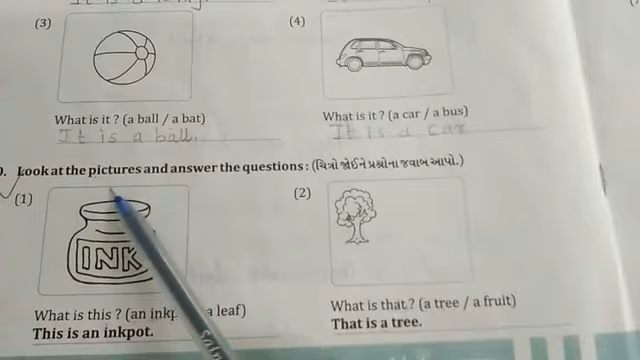 (3)
(4)
What is it ? (a ball / a bat)
What is it ? (a car / a bus)
It is a ball.
It is a car
Look at the pictures and answer the questions : (ચિત્રો જોઈને પ્રશ્નોના જવાબ આપો.)
(1)
(2)
INK
What is this ? (an inkp a leaf)
What is that ? (a tree / a fruit)
This is an inkpot.
That is a tree.